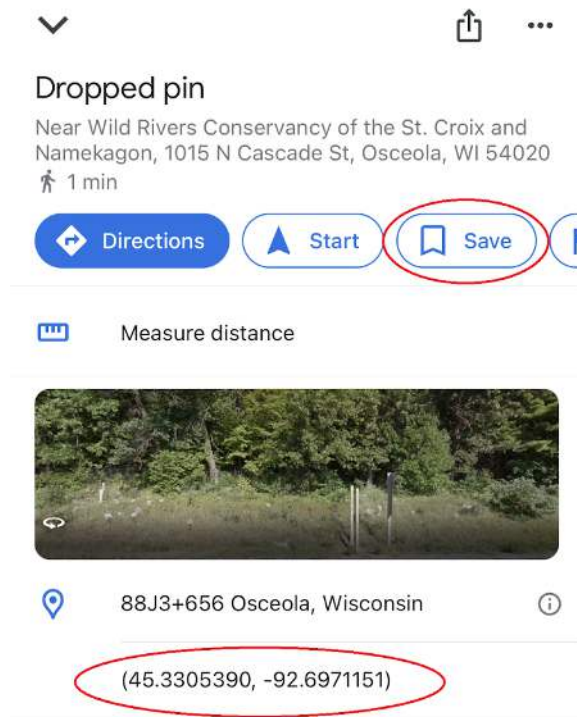 Dropped pin
Near Wild Rivers Conservancy of the St. Croix and
Namekagon, 1015 N Cascade St, Osceola, WI 54020
1 min
Directions
Start
Save
Measure distance
88J3+656 Osceola, Wisconsin
(45.3305390, -92.6971151)